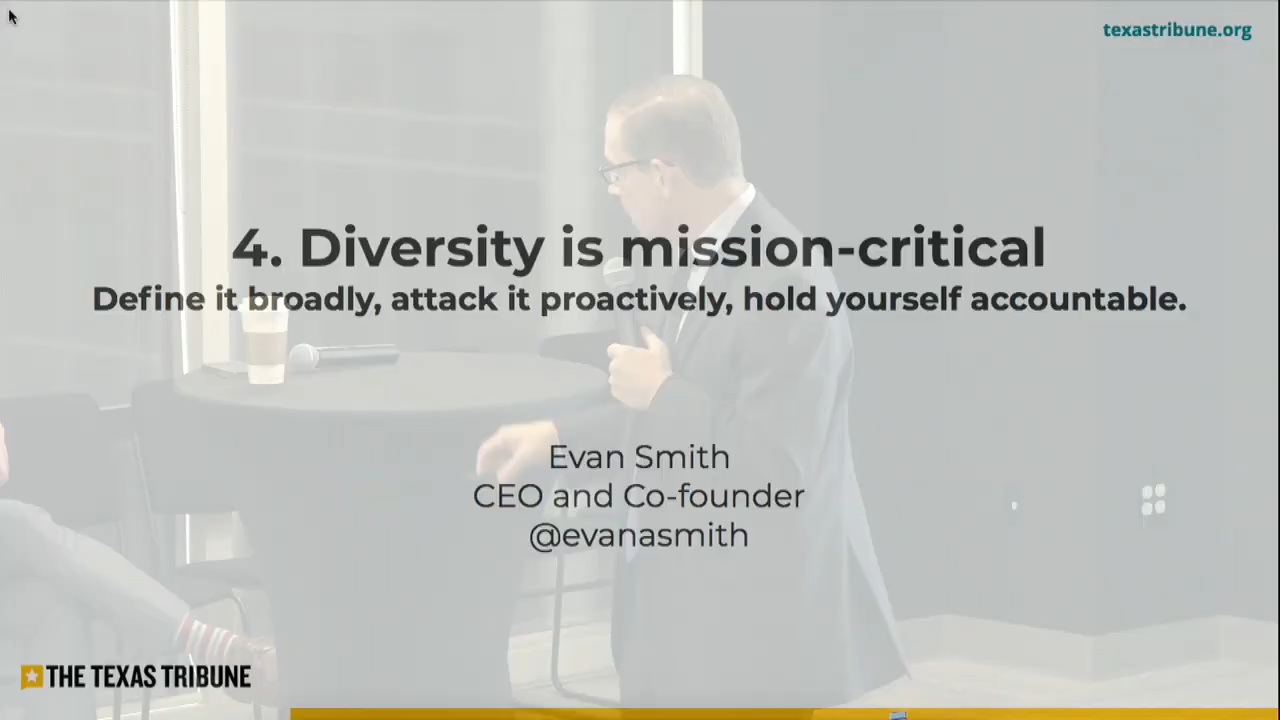 texastribune.org
4. Diversity is mission-critical
Define it broadly, attack it proactively, hold yourself accountable.
Evan Smith
CEO and Co-founder
@evanasmith
THE TEXAS TRIBUNE